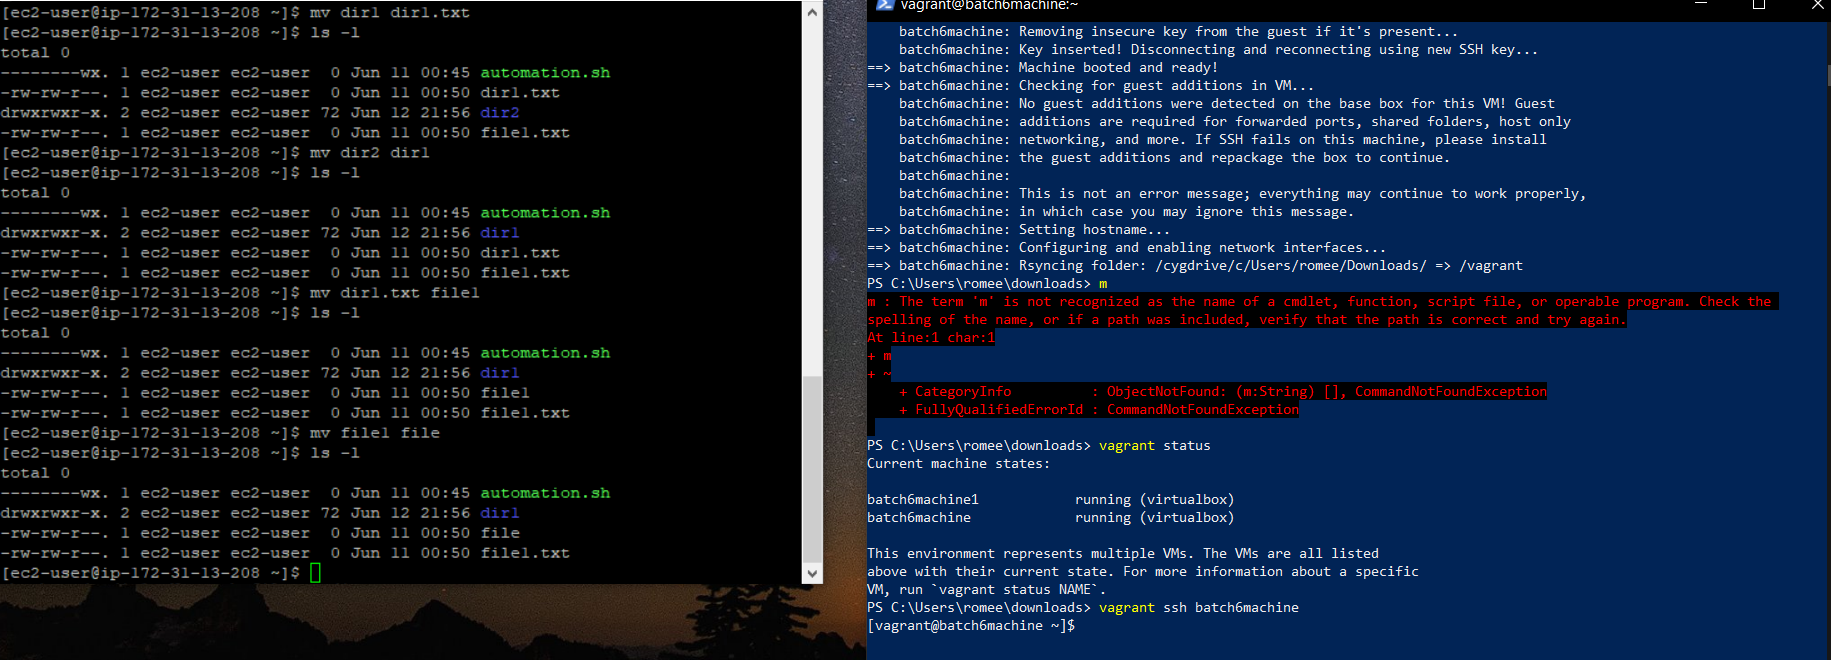 [ec2-user@ip-172-31-13-208 ~]$ mv dir1 dir1.txt
[ec2-user@ip-172-31-13-208 ~]$ ls -l
total 0
--------wx. 1 ec2-user ec2-user  0 Jun 11 00:45 automation.sh
-rw-rw-r--. 1 ec2-user ec2-user  0 Jun 11 00:50 dir1.txt
drwxrwxr-x. 2 ec2-user ec2-user 72 Jun 12 21:56 dir2
-rw-rw-r--. 1 ec2-user ec2-user  0 Jun 11 00:50 file1.txt
[ec2-user@ip-172-31-13-208 ~]$ mv dir2 dir1
[ec2-user@ip-172-31-13-208 ~]$ ls -l
total 0
--------wx. 1 ec2-user ec2-user  0 Jun 11 00:45 automation.sh
drwxrwxr-x. 2 ec2-user ec2-user 72 Jun 12 21:56 dir1
-rw-rw-r--. 1 ec2-user ec2-user  0 Jun 11 00:50 dir1.txt
-rw-rw-r--. 1 ec2-user ec2-user  0 Jun 11 00:50 file1.txt
[ec2-user@ip-172-31-13-208 ~]$ mv dir1.txt file1
[ec2-user@ip-172-31-13-208 ~]$ ls -l
total 0
--------wx. 1 ec2-user ec2-user  0 Jun 11 00:45 automation.sh
drwxrwxr-x. 2 ec2-user ec2-user 72 Jun 12 21:56 dir1
-rw-rw-r--. 1 ec2-user ec2-user  0 Jun 11 00:50 file1
-rw-rw-r--. 1 ec2-user ec2-user  0 Jun 11 00:50 file1.txt
[ec2-user@ip-172-31-13-208 ~]$ mv file1 file
[ec2-user@ip-172-31-13-208 ~]$ ls -l
total 0
--------wx. 1 ec2-user ec2-user  0 Jun 11 00:45 automation.sh
drwxrwxr-x. 2 ec2-user ec2-user 72 Jun 12 21:56 dir1
-rw-rw-r--. 1 ec2-user ec2-user  0 Jun 11 00:50 file
-rw-rw-r--. 1 ec2-user ec2-user  0 Jun 11 00:50 file1.txt
[ec2-user@ip-172-31-13-208 ~]$
vagrant@batch6machine:~
    batch6machine: Removing insecure key from the guest if it's present...
    batch6machine: Key inserted! Disconnecting and reconnecting using new SSH key...
==> batch6machine: Machine booted and ready!
==> batch6machine: Checking for guest additions in VM...
    batch6machine: No guest additions were detected on the base box for this VM! Guest
    batch6machine: additions are required for forwarded ports, shared folders, host only
    batch6machine: networking, and more. If SSH fails on this machine, please install
    batch6machine: the guest additions and repackage the box to continue.
    batch6machine:
    batch6machine: This is not an error message; everything may continue to work properly,
    batch6machine: in which case you may ignore this message.
==> batch6machine: Setting hostname...
==> batch6machine: Configuring and enabling network interfaces...
==> batch6machine: Rsyncing folder: /cygdrive/c/Users/romee/Downloads/ => /vagrant
PS C:\Users\romee\downloads> m
m : The term 'm' is not recognized as the name of a cmdlet, function, script file, or operable program. Check the
spelling of the name, or if a path was included, verify that the path is correct and try again.
At line:1 char:1
+ m
+ ~
    + CategoryInfo          : ObjectNotFound: (m:String) [], CommandNotFoundException
    + FullyQualifiedErrorId : CommandNotFoundException
PS C:\Users\romee\downloads> vagrant status
Current machine states:
batch6machine1            running (virtualbox)
batch6machine             running (virtualbox)
This environment represents multiple VMs. The VMs are all listed
above with their current state. For more information about a specific
VM, run `vagrant status NAME`.
PS C:\Users\romee\downloads> vagrant ssh batch6machine
[vagrant@batch6machine ~]$